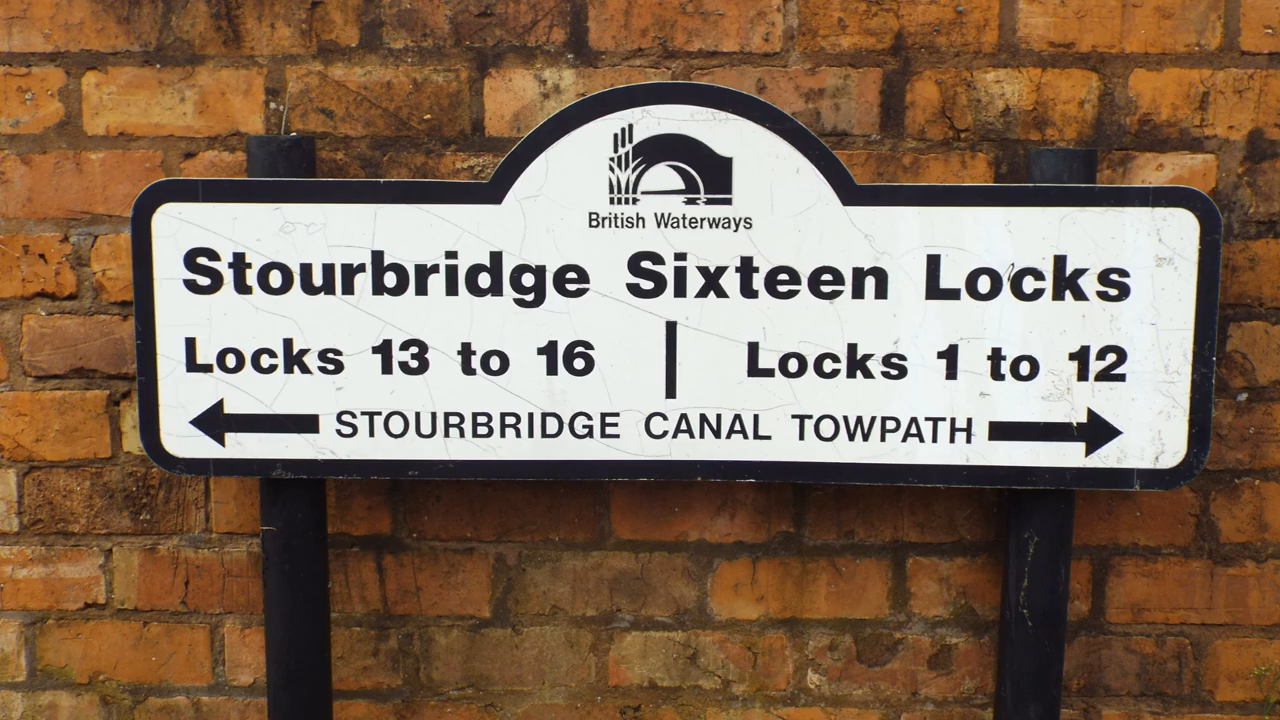 British Waterways
Stourbridge Sixteen Locks
Locks 13 to 16 | Locks 1 to 12
STOURBRIDGE CANAL TOWPATH